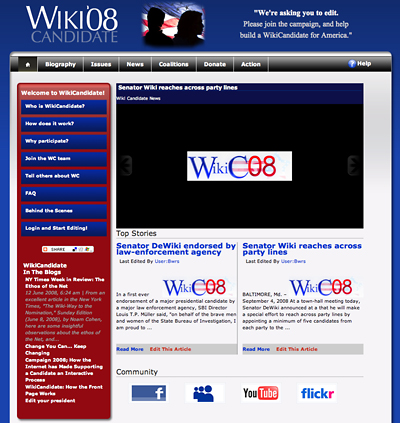 WIKI'08
CANDIDATE
"We're asking you to edit.
Please join the campaign, and help
build a WikiCandidate for America."
Biography Issues News Coalitions Donate Action Help
Welcome to WikiCandidate!
Who is WikiCandidate?
How does it work?
Why participate?
Join the WC team
Tell others about WC
FAQ
Behind the Scense
Login and Start Editing!
SHARE
WikiCandidate
In The Blogs
NY Times Week in Review: The
Ethos of the Net
12 June 2008, 6:24 am | From an
excellent article in the New York
Times, "The Wiki-Way to the
Nomination," Sunday Edition
(June 8, 2008), by Noam Cohen,
here are some insightful
observations about the ethos of
the Net, and...
Change You Can... Keep
Changing
Campaign 2006; How the
Internet has Made Supporting
a Candidate an Interactive
Process
WikiCandidate: How the Front
Page Works
Edit your president
Senator Wiki reaches across party lines
Wiki Candidate News
WikiC08
Top Stories
Senator DeWiki endorsed by
law-enforcement agency
Last Edited By User:Bwrs
WikiC08
In a first ever
endorsement of a major presidential candidate by
a major law enforcement agency, SBI Director
Louis T.P. Müller said, "on behalf of the brave men
and women of the State Bureau of Investigation, I
am proud to ...
Read More Edit This Article
Senator Wiki reaches across
party lines
Last Edited By User:Bwrs
WikiC08
BALTIMORE, Md. -
September 4, 2008 At a town-hall meeting today,
Senator DeWiki announced that he will make
a special effort to reach across party lines by
appointing a minimum of five candidates from
each party to the ...
Read More Edit This Article
Community
f
YouTube
flickr